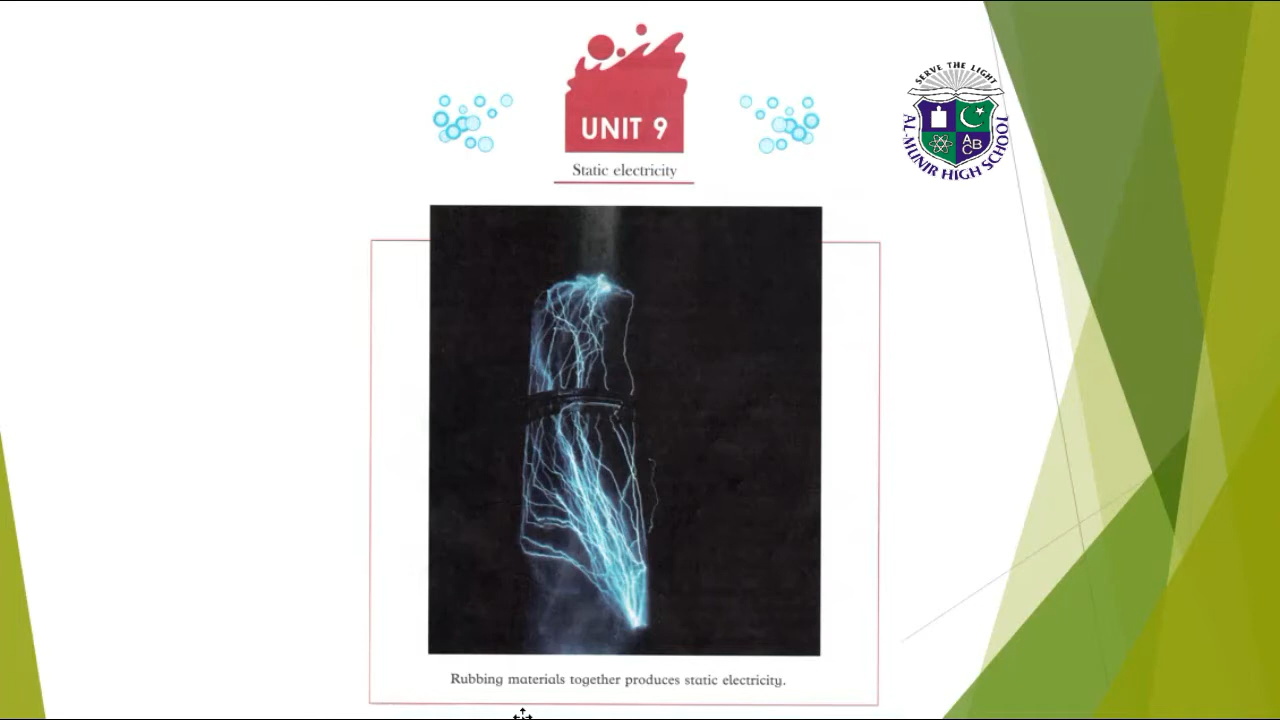 UNIT 9
Static electricity
SERVE THE LIGHT
A
B
C
AL-MUNIR HIGH SCHOOL
Rubbing materials together produces static electricity.